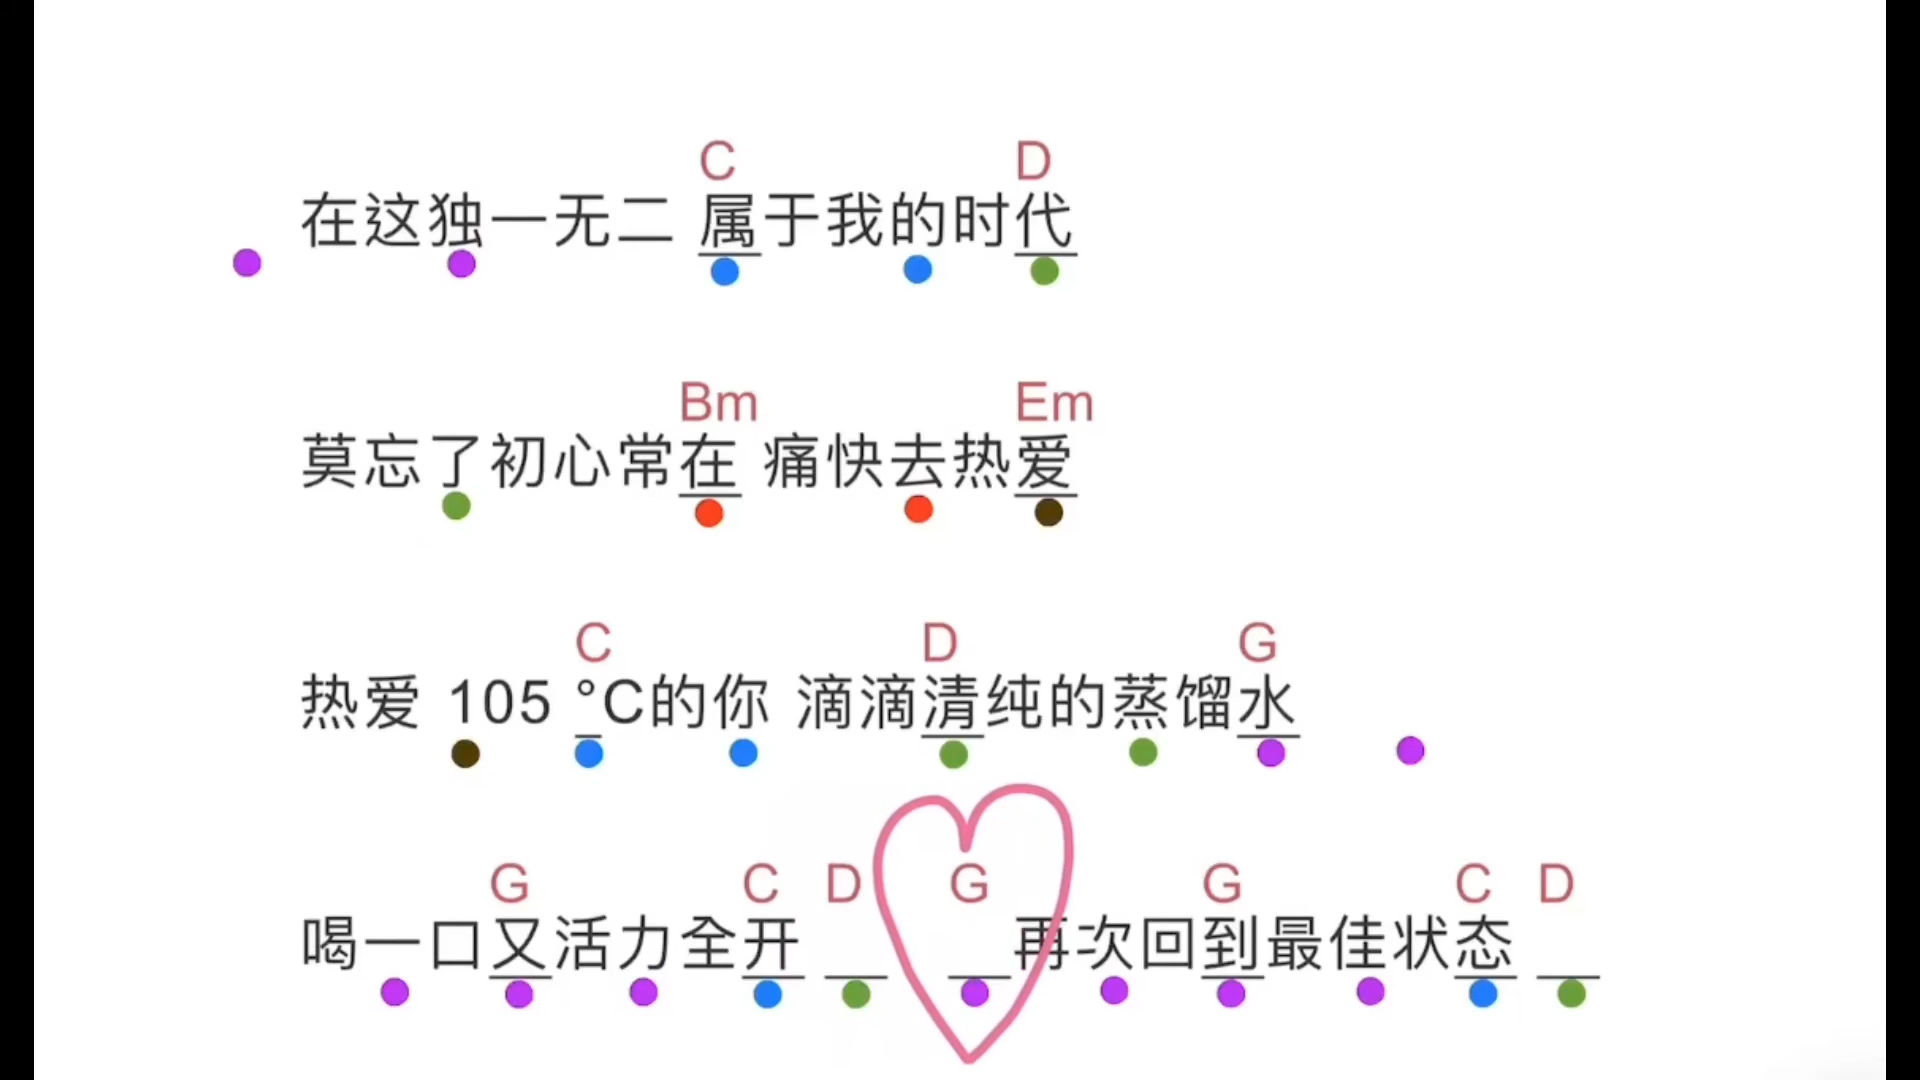 C D
在这独一无二 属于我的时代
Bm Em
莫忘了初心常在 痛快去热爱
C D G
热爱 105 °C的你 滴滴清纯的蒸馏水
G C D G G C D
喝一口又活力全开 再次回到最佳状态